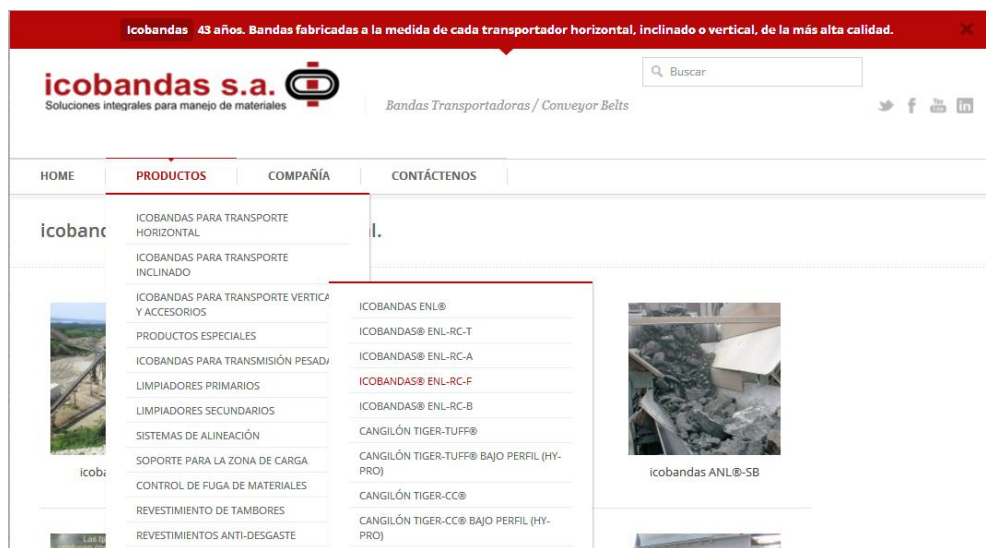 Icobandas 43 años. Bandas fabricadas a la medida de cada transportador horizontal, inclinado o vertical, de la más alta calidad.
icobandas s.a.
Soluciones integrales para manejo de materiales
Bandas Transportadoras / Conveyor Belts
Buscar
HOME
PRODUCTOS
COMPAÑÍA
CONTÁCTENOS
icoband
l.
ICOBANDAS PARA TRANSPORTE
HORIZONTAL
ICOBANDAS PARA TRANSPORTE
INCLINADO
ICOBANDAS PARA TRANSPORTE VERTICA
Y ACCESORIOS
PRODUCTOS ESPECIALES
ICOBANDAS PARA TRANSMISIÓN PESADA
LIMPIADORES PRIMARIOS
LIMPIADORES SECUNDARIOS
SISTEMAS DE ALINEACIÓN
SOPORTE PARA LA ZONA DE CARGA
CONTROL DE FUGA DE MATERIALES
REVESTIMIENTO DE TAMBORES
REVESTIMIENTOS ANTI-DESGASTE
ICOBANDAS ENL®
ICOBANDAS® ENL-RC-T
ICOBANDAS® ENL-RC-A
ICOBANDAS® ENL-RC-F
ICOBANDAS® ENL-RC-B
CANGILÓN TIGER-TUFF®
CANGILÓN TIGER-TUFF® BAJO PERFIL (HY-
PRO)
CANGILÓN TIGER-CC®
CANGILÓN TIGER-CC® BAJO PERFIL (HY-
PRO)
icoba
icobandas ANL®-SB